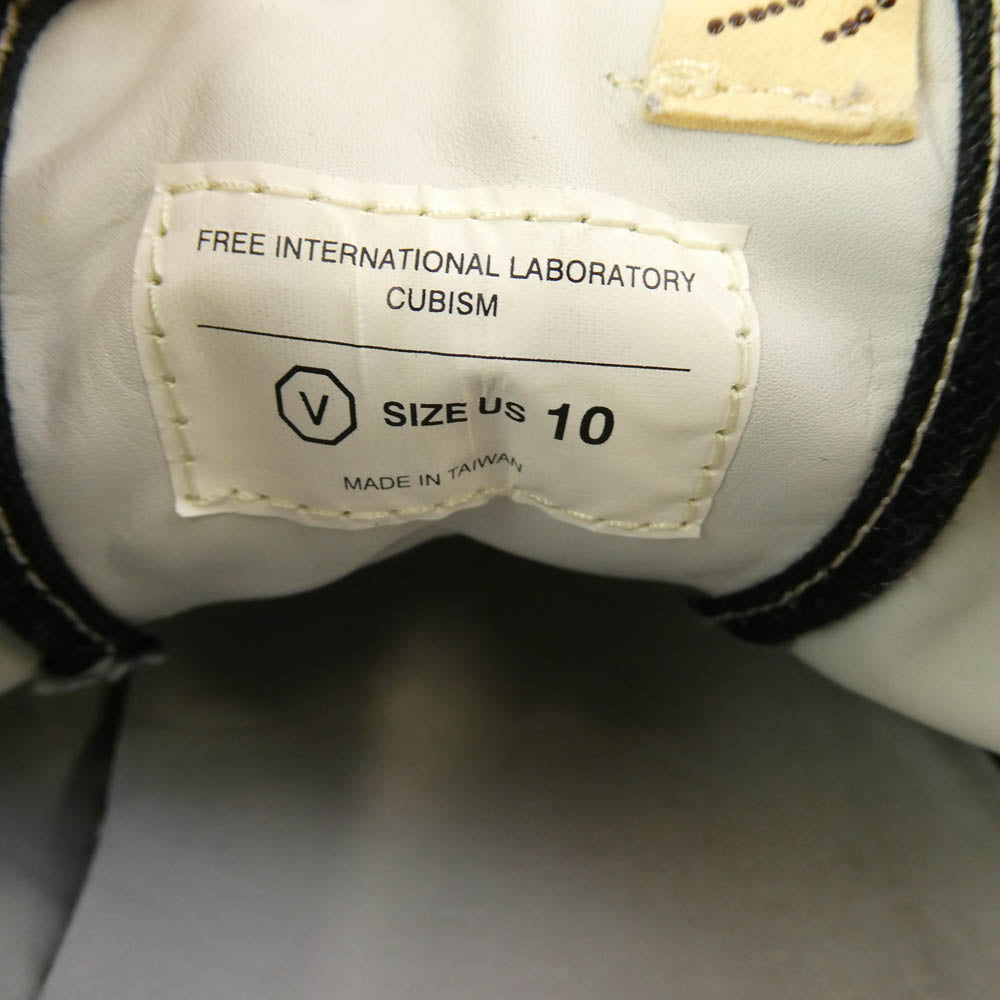 FREE INTERNATIONAL LABORATORY
CUBISM
V SIZE US 10
MADE IN TAIWAN